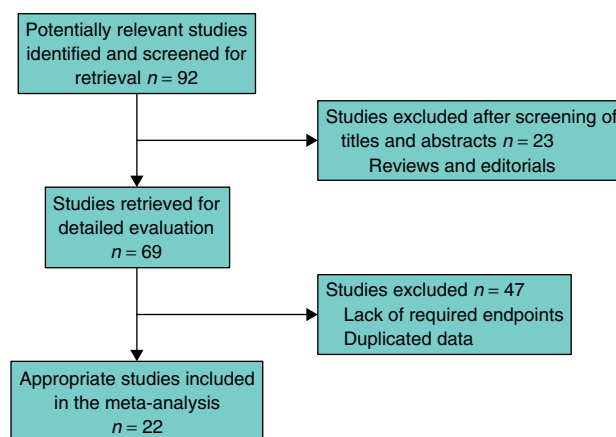 Potentially relevant studies
identified and screened for
retrieval n = 92
Studies excluded after screening of
titles and abstracts n = 23
Reviews and editorials
Studies retrieved for
detailed evaluation
n = 69
Studies excluded n = 47
Lack of required endpoints
Duplicated data
Appropriate studies included
in the meta-analysis
n = 22